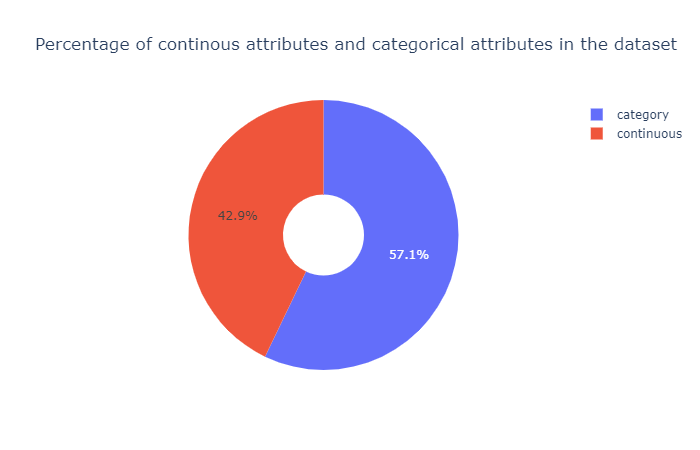 Percentage of continous attributes and categorical attributes in the dataset
category
continuous
42.9%
57.1%